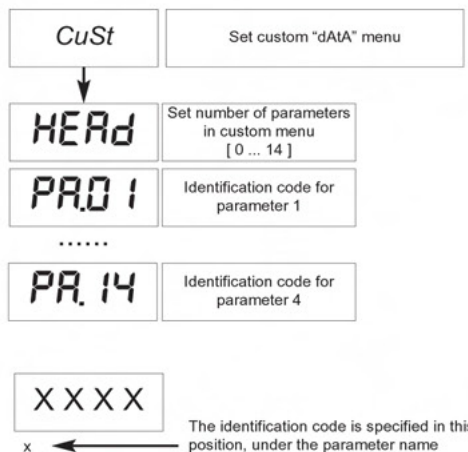 CuSt
Set custom “dAtA” menu
HEAd
Set number of parameters
in custom menu
[ 0 ... 14 ]
PA.01
Identification code for
parameter 1
......
PA.14
Identification code for
parameter 4
X X X X
x
The identification code is specified in this
position, under the parameter name